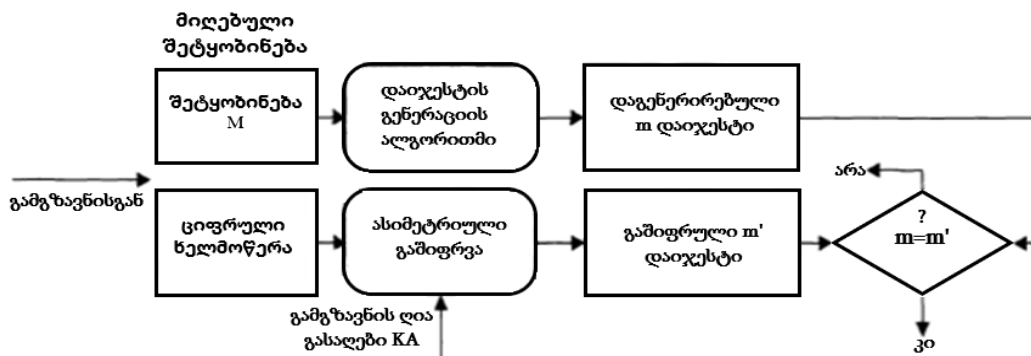 მიღებული
შეტყობინება
შეტყობინება
M
დაიჯესტის
გენერაციის
ალგორითმი
დაგენერირებული
m დაიჯესტი
გამგზავნისგან
ციფრული
ხელმოწერა
ასიმეტრიული
გაშიფრვა
გაშიფრული m'
დაიჯესტი
არა
?
m=m'
კი
გამგზავნის ღია
გასაღები KA